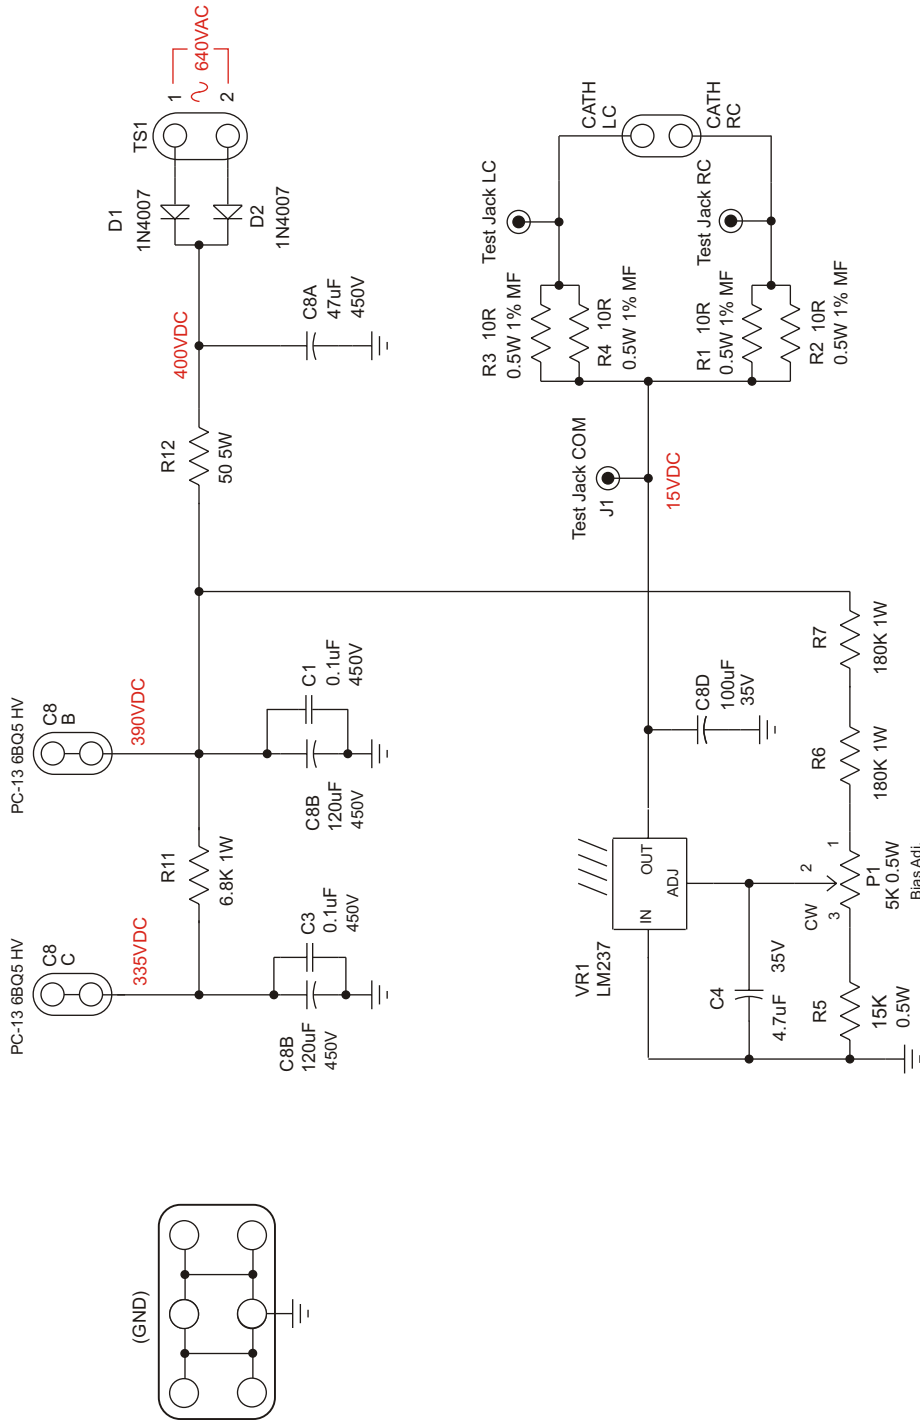 PC-13 6BQ5 HV
C8
C
335VDC
PC-13 6BQ5 HV
C8
B
390VDC
400VDC
TS1
1
2
640VAC
D1
1N4007
D2
1N4007
R11
6.8K 1W
R12
50 5W
C8B
120uF
450V
C3
0.1uF
450V
C8B
120uF
450V
C1
0.1uF
450V
C8A
47uF
450V
(GND)
VR1
LM237
IN
OUT
ADJ
C4
4.7uF
35V
C8D
100uF
35V
Test Jack COM
J1
15VDC
R3 10R
0.5W 1% MF
R4 10R
0.5W 1% MF
R1 10R
0.5W 1% MF
R2 10R
0.5W 1% MF
Test Jack LC
Test Jack RC
CATH
LC
CATH
RC
R5
15K
0.5W
CW
3
2
1
P1
5K 0.5W
Bias Adj.
R6
180K 1W
R7
180K 1W